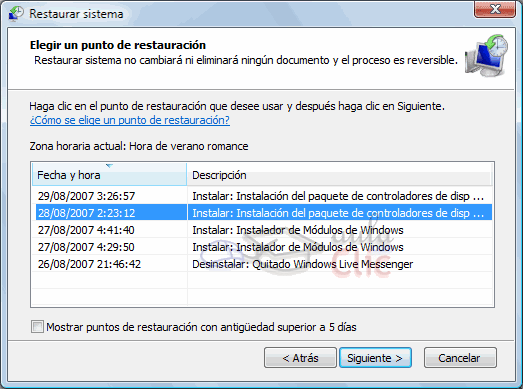 Restaurar sistema
Elegir un punto de restauración
Restaurar sistema no cambiará ni eliminará ningún documento y el proceso es reversible.
Haga clic en el punto de restauración que desee usar y después haga clic en Siguiente.
¿Cómo se elige un punto de restauración?
Zona horaria actual: Hora de verano romance
Fecha y hora Descripción
29/08/2007 3:26:57 Instalar: Instalación del paquete de controladores de disp ...
28/08/2007 2:23:12 Instalar: Instalación del paquete de controladores de disp ...
27/08/2007 4:41:40 Instalar: Instalador de Módulos de Windows
27/08/2007 4:29:50 Instalar: Instalador de Módulos de Windows
26/08/2007 21:46:42 Desinstalar: Quitado Windows Live Messenger
aula
Clic
Mostrar puntos de restauración con antigüedad superior a 5 días
< Atrás Siguiente > Cancelar